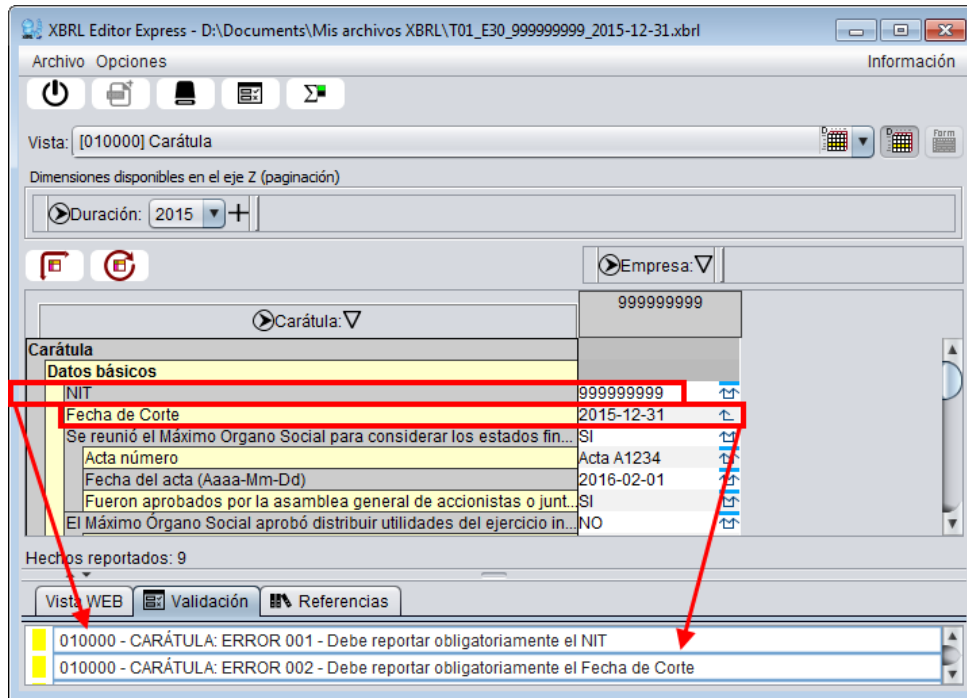 XBRL Editor Express - D:\Documents\Mis archivos XBRL\T01_E30_999999999_2015-12-31.xbrl
Archivo Opciones Información
Vista: [010000] Carátula Form
Dimensiones disponibles en el eje Z (paginación)
Duración: 2015
Empresa:
Carátula: 999999999
Carátula
Datos básicos
NIT 999999999
Fecha de Corte 2015-12-31
Se reunió el Máximo Organo Social para considerar los estados fin... SI
Acta número Acta A1234
Fecha del acta (Aaaa-Mm-Dd) 2016-02-01
Fueron aprobados por la asamblea general de accionistas o junt... SI
El Máximo Órgano Social aprobó distribuir utilidades del ejercicio in... NO
Hechos reportados: 9
Vista WEB Validación Referencias
010000 - CARÁTULA: ERROR 001 - Debe reportar obligatoriamente el NIT
010000 - CARÁTULA: ERROR 002 - Debe reportar obligatoriamente el Fecha de Corte